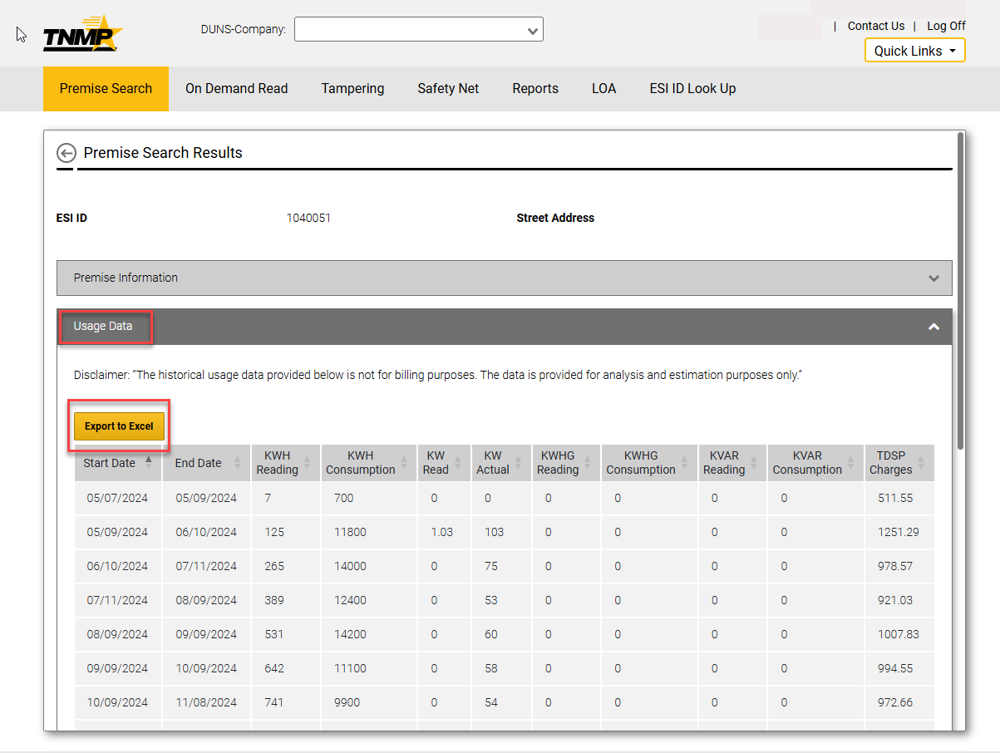 TNMP
DUNS-Company:
| Contact Us | Log Off
Quick Links
Premise Search On Demand Read Tampering Safety Net Reports LOA ESI ID Look Up
Premise Search Results
ESI ID 1040051 Street Address
Premise Information
Usage Data
Disclaimer: “The historical usage data provided below is not for billing purposes. The data is provided for analysis and estimation purposes only.”
Export to Excel
Start Date End Date KWH Reading KWH Consumption KW Read KW Actual KWHG Reading KWHG Consumption KVAR Reading KVAR Consumption TDSP Charges
05/07/2024 05/09/2024 7 700 0 0 0 0 0 0 511.55
05/09/2024 06/10/2024 125 11800 1.03 103 0 0 0 0 1251.29
06/10/2024 07/11/2024 265 14000 0 75 0 0 0 0 978.57
07/11/2024 08/09/2024 389 12400 0 53 0 0 0 0 921.03
08/09/2024 09/09/2024 531 14200 0 60 0 0 0 0 1007.83
09/09/2024 10/09/2024 642 11100 0 58 0 0 0 0 994.55
10/09/2024 11/08/2024 741 9900 0 54 0 0 0 0 972.66